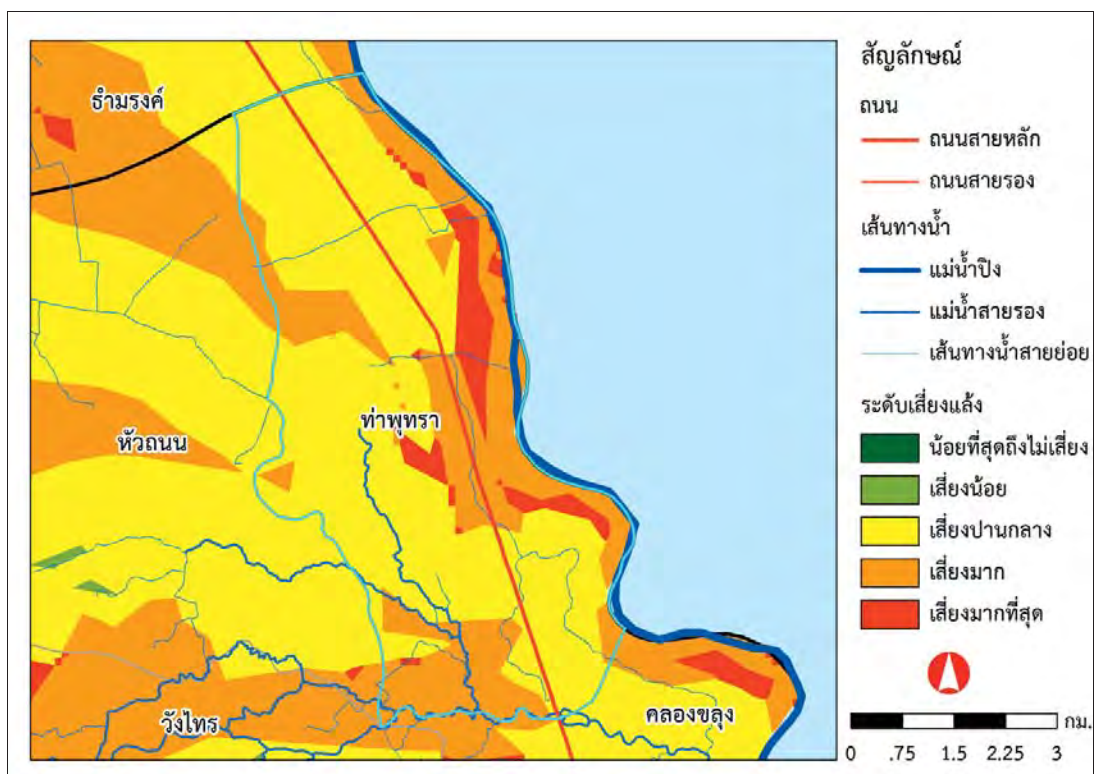 ธำมรงค์
หัวถนน
ท่าพุทรา
วังไทร
คลองขลุง
สัญลักษณ์
ถนน
ถนนสายหลัก
ถนนสายรอง
เส้นทางน้ำ
แม่น้ำปิง
แม่น้ำสายรอง
เส้นทางน้ำสายย่อย
ระดับเสี่ยงแล้ง
น้อยที่สุดถึงไม่เสี่ยง
เสี่ยงน้อย
เสี่ยงปานกลาง
เสี่ยงมาก
เสี่ยงมากที่สุด
กม.
0 .75 1.5 2.25 3